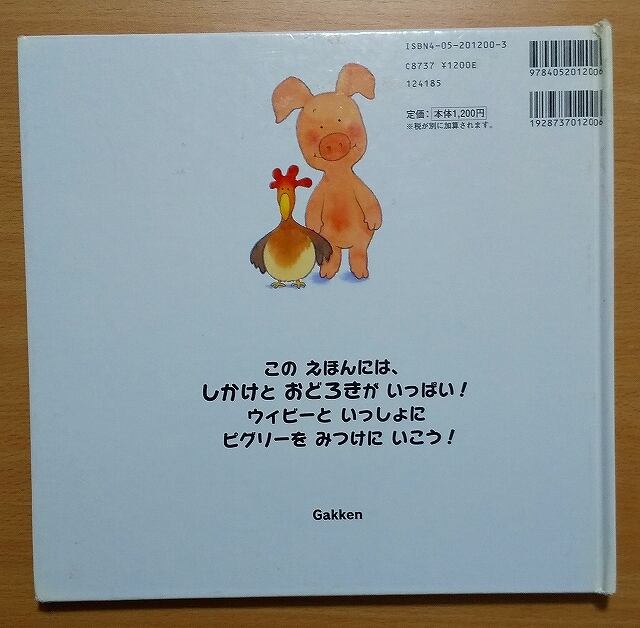 ISBN4-05-201200-3
C8737 ¥1200E
124185
9784052012006
定価：本体1,200円
※税が別に加算されます。
1928737012006
この えほんには、
しかけと おどろきが いっぱい！
ウィビーと いっしょに
ピグリーを みつけに いこう！
Gakken